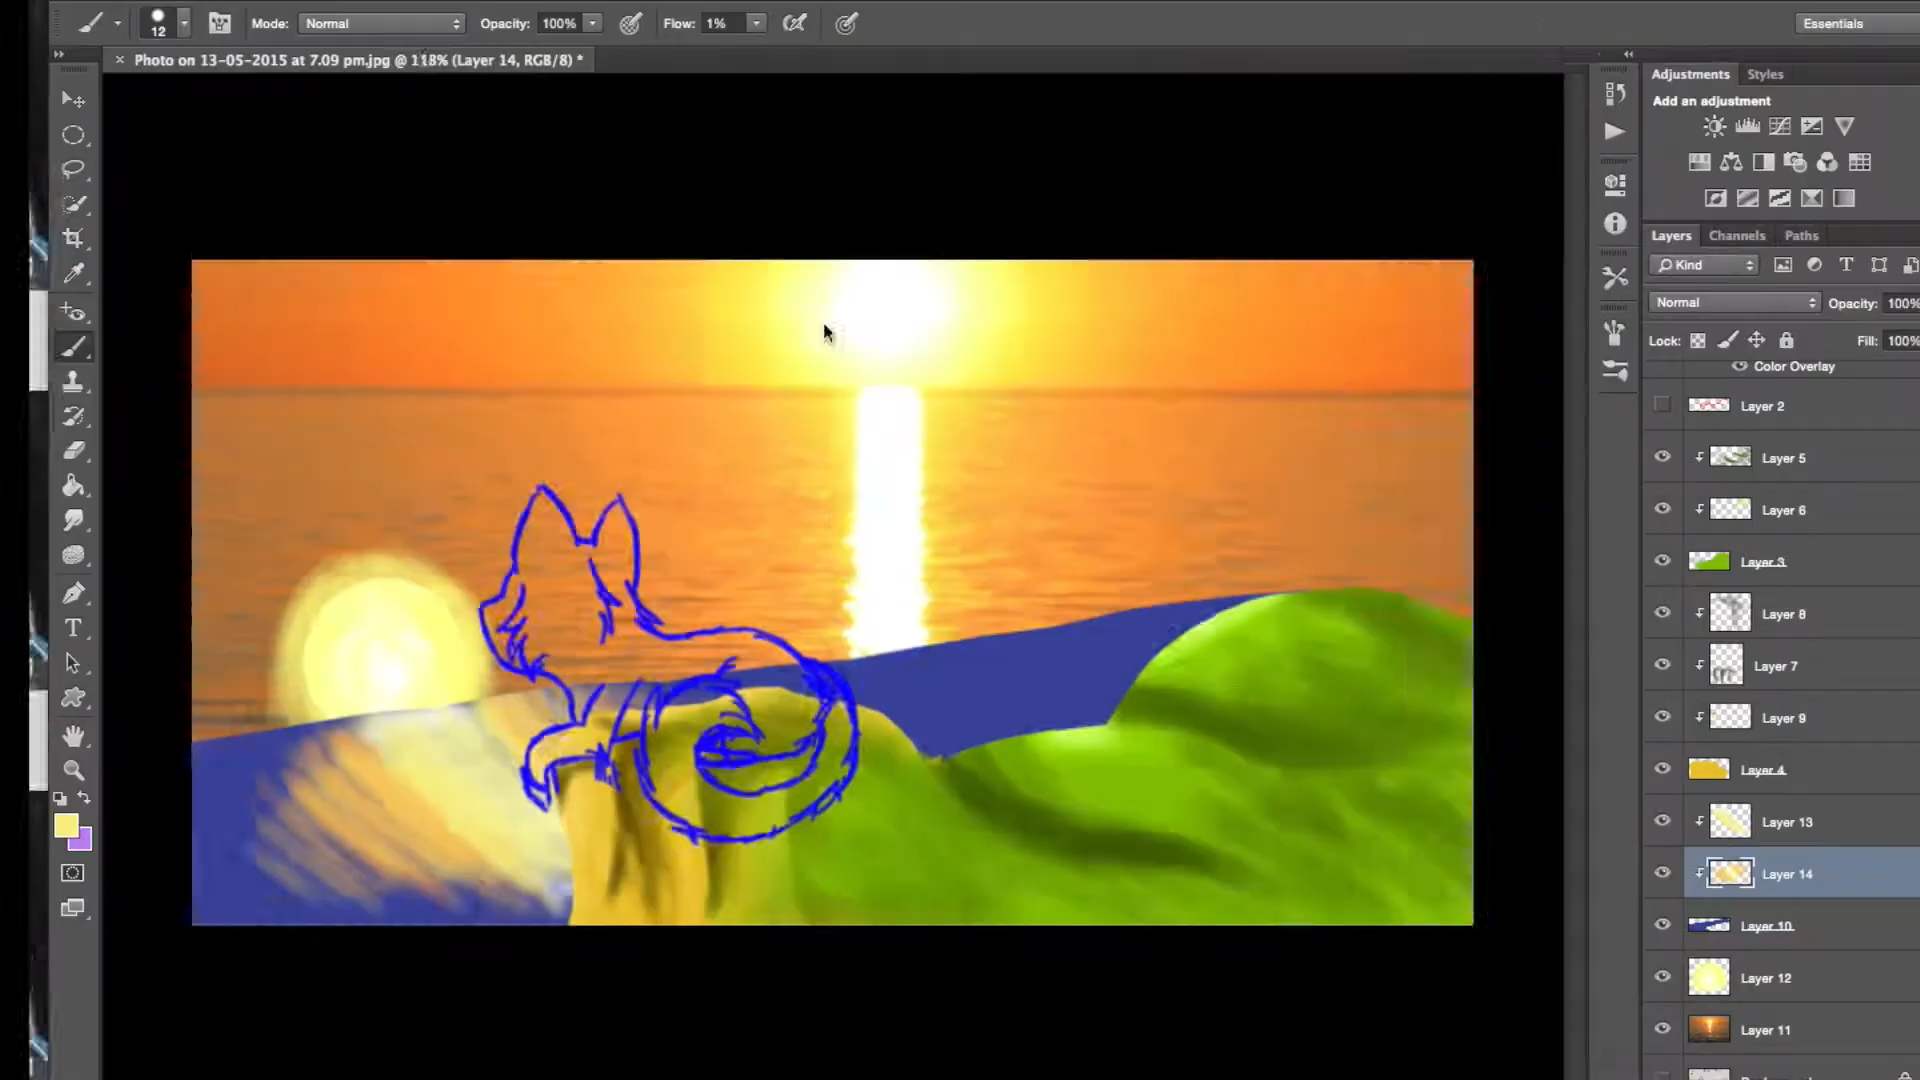 12
Mode: Normal
Opacity: 100%
Flow: 1%
Essentials
Photo on 13-05-2015 at 7.09 pm.jpg @ 118% (Layer 14, RGB/8) *
Adjustments
Styles
Add an adjustment
Layers
Channels
Paths
Kind
Normal
Opacity: 100%
Lock:
Fill: 100%
Color Overlay
Layer 2
Layer 5
Layer 6
Layer 3
Layer 8
Layer 7
Layer 9
Layer 4
Layer 13
Layer 14
Layer 10
Layer 12
Layer 11